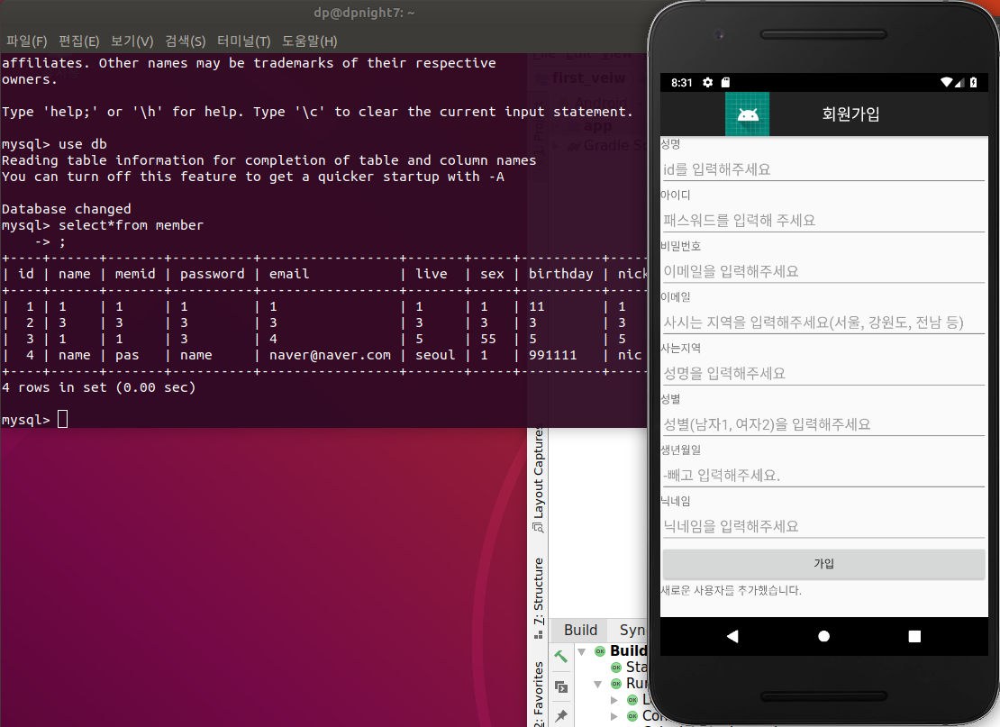 dp@dpnight7: ~
파일(F) 편집(E) 보기(V) 검색(S) 터미널(T) 도움말(H)
affiliates. Other names may be trademarks of their respective
owners.
Type 'help;' or '\h' for help. Type '\c' to clear the current input statement.
mysql> use db
Reading table information for completion of table and column names
You can turn off this feature to get a quicker startup with -A
Database changed
mysql> select*from member
    -> ;
+----+------+-------+----------+------------------+-------+-----+----------+-----
| id | name | memid | password | email            | live  | sex | birthday | nick
+----+------+-------+----------+------------------+-------+-----+----------+-----
|  1 | 1    | 1     | 1        | 1                | 1     | 1   | 11       | 1
|  2 | 3    | 3     | 3        | 3                | 3     | 3   | 3        | 3
|  3 | 1    | 1     | 3        | 4                | 5     | 55  | 5        | 5
|  4 | name | pas   | name     | naver@naver.com  | seoul | 1   | 991111   | nic
+----+------+-------+----------+------------------+-------+-----+----------+-----
4 rows in set (0.00 sec)
mysql>
File Edit View
first_veiw
Android
app
Gradle
Layout Captures
7: Structure
2: Favorites
Build
Build
8:31
회원가입
성명
id를 입력해주세요
아이디
패스워드를 입력해 주세요
비밀번호
이메일을 입력해주세요
이메일
사시는 지역을 입력해주세요(서울, 강원도, 전남 등)
사는지역
성명을 입력해주세요
성별
성별(남자1, 여자2)을 입력해주세요
생년월일
-빼고 입력해주세요.
닉네임
닉네임을 입력해주세요
가입
새로운 사용자를 추가했습니다.